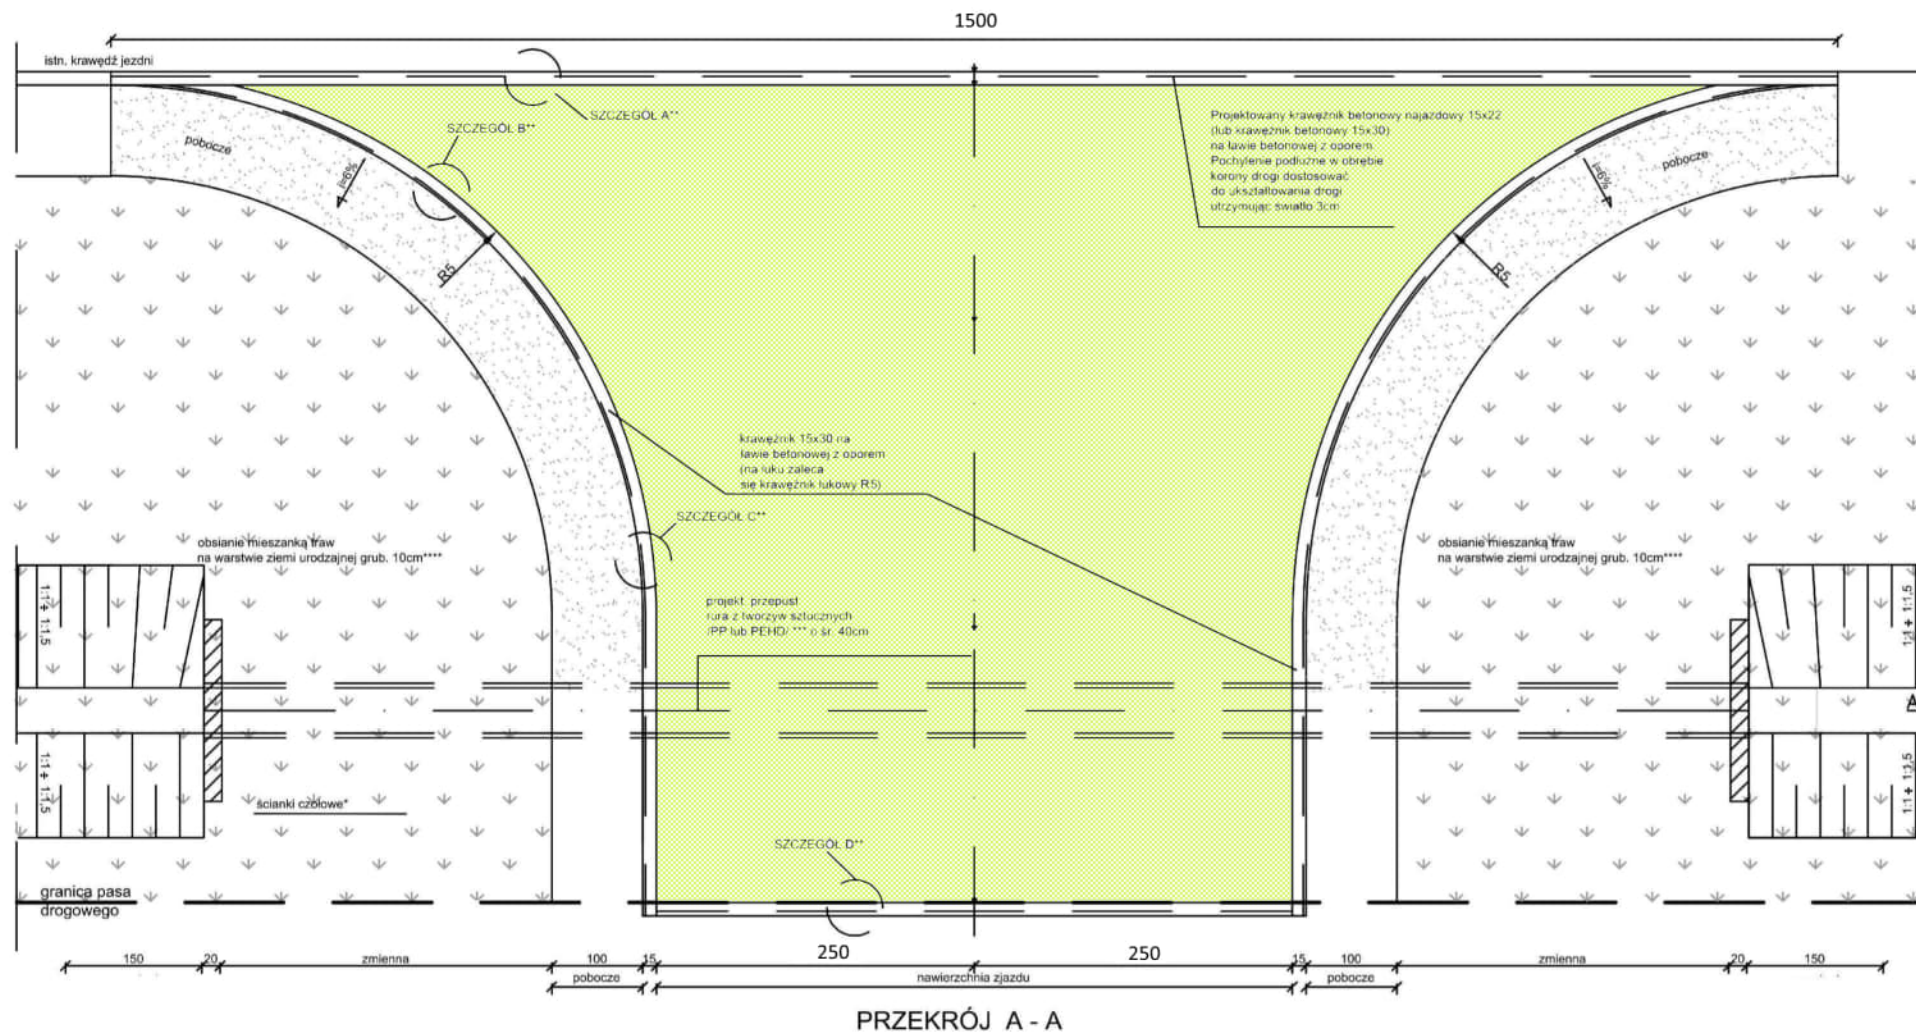 1500
istn. krawędź jezdni
SZCZEGÓŁ A**
SZCZEGÓŁ B**
pobocze
i=6%
R5
Projektowany krawężnik betonowy najazdowy 15x22
(lub krawężnik betonowy 15x30)
na ławie betonowej z oporem
Pochylenie podłużne w obrębie
korony drogi dostosować
do ukształtowania drogi
utrzymując światło 3cm
pobocze
i=6%
R5
krawężnik 15x30 na
ławie betonowej z oporem
(na łuku zaleca
się krawężnik łukowy R5)
SZCZEGÓŁ C**
obsianie mieszanką traw
na warstwie ziemi urodzajnej grub. 10cm****
obsianie mieszanką traw
na warstwie ziemi urodzajnej grub. 10cm****
projekt. przepust
rura z tworzyw sztucznych
/PP lub PEHD/ *** o śr. 40cm
1:1 ÷ 1:1,5
1:1 ÷ 1:1,5
A
1:1 ÷ 1:1,5
1:1 ÷ 1:1,5
ścianki czołowe*
SZCZEGÓŁ D**
granica pasa
drogowego
150 20 zmienna 100 15 250 250 15 100 zmienna 20 150
pobocze nawierzchnia zjazdu pobocze
PRZEKRÓJ A - A